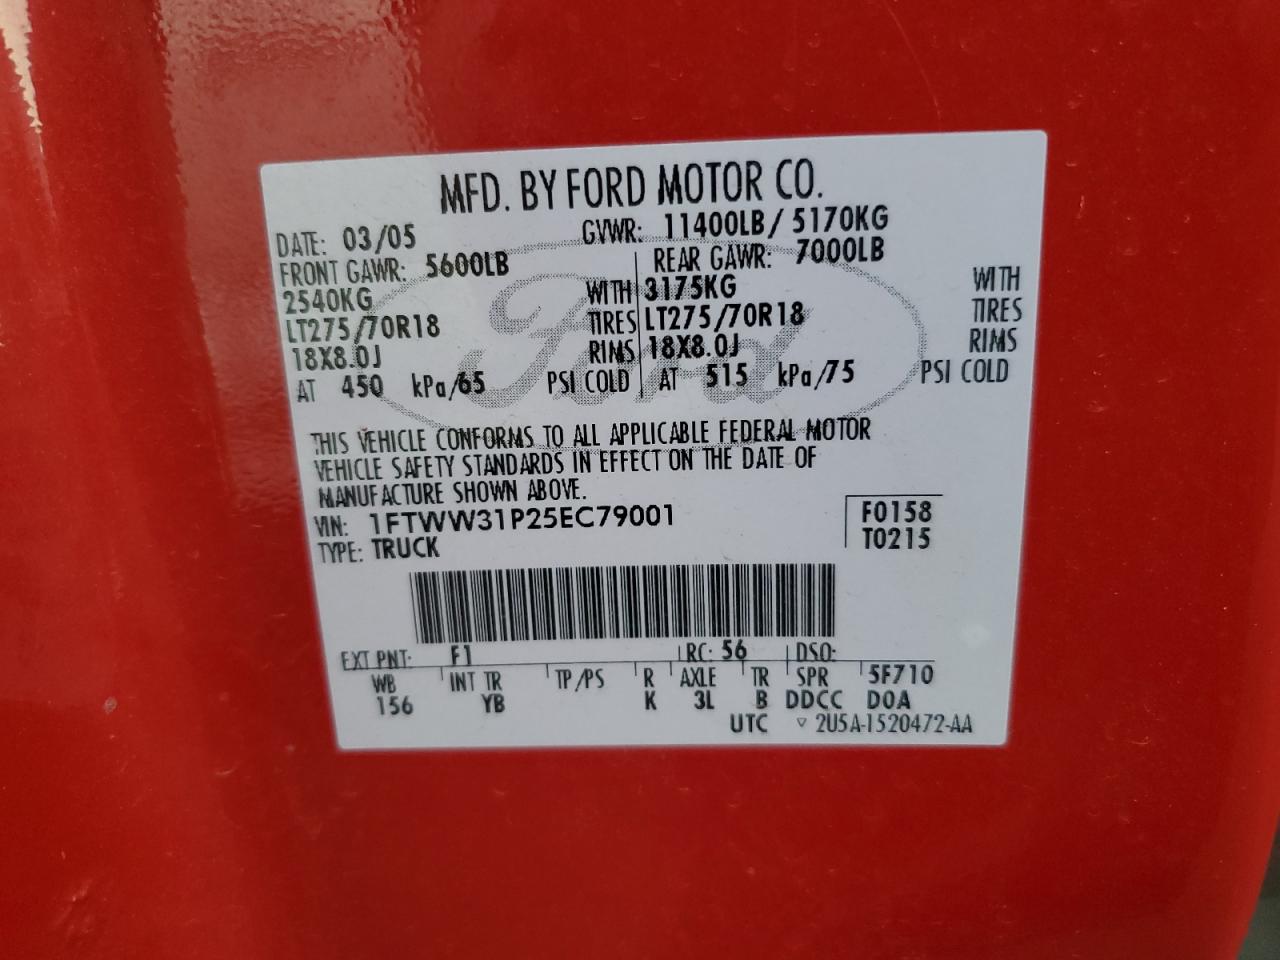 MFD. BY FORD MOTOR CO.
DATE: 03/05 GVWR: 11400LB / 5170KG
FRONT GAWR: 5600LB REAR GAWR: 7000LB
2540KG WITH 3175KG WITH
LT275/70R18 TIRES LT275/70R18 TIRES
18X8.0J RIMS 18X8.0J RIMS
AT 450 kPa/65 PSI COLD AT 515 kPa/75 PSI COLD
Ford
THIS VEHICLE CONFORMS TO ALL APPLICABLE FEDERAL MOTOR
VEHICLE SAFETY STANDARDS IN EFFECT ON THE DATE OF
MANUFACTURE SHOWN ABOVE.
VIN: 1FTWW31P25EC79001 F0158
TYPE: TRUCK T0215
EXT PNT: F1 RC: 56 DSO:
WB INT TR TP/PS R AXLE TR SPR 5F710
156 YB K 3L B DDCC DOA
UTC ▽ 2U5A-1520472-AA